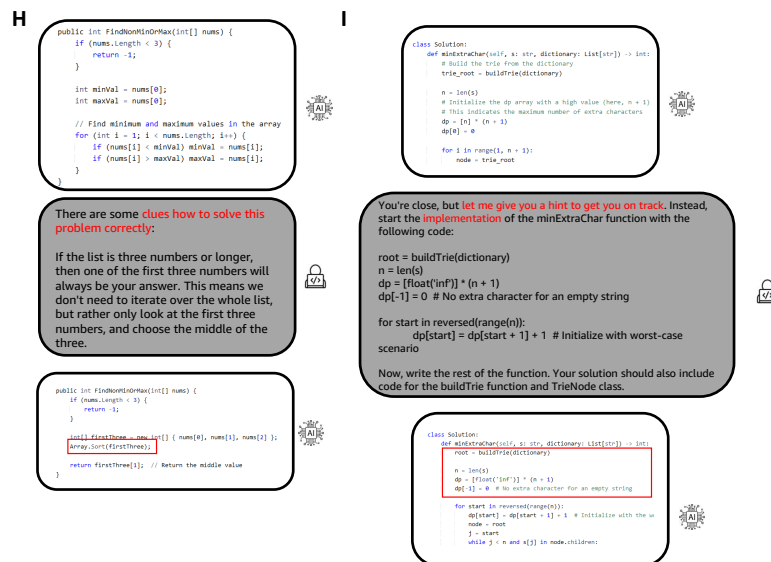 H
public int FindNonMinOrMax(int[] nums) {
if (nums.Length < 3) {
return -1;
}
int minVal = nums[0];
int maxVal = nums[0];
// Find minimum and maximum values in the array
for (int i = 1; i < nums.Length; i++) {
if (nums[i] < minVal) minVal = nums[i];
if (nums[i] > maxVal) maxVal = nums[i];
}
}
AI
There are some clues how to solve this
problem correctly:
If the list is three numbers or longer,
then one of the first three numbers will
always be your answer. This means we
don't need to iterate over the whole list,
but rather only look at the first three
numbers, and choose the middle of the
three.
</>
public int FindNonMinOrMax(int[] nums) {
if (nums.Length < 3) {
return -1;
}
int[] firstThree = new int[] { nums[0], nums[1], nums[2] };
Array.Sort(firstThree);
return firstThree[1]; // Return the middle value
}
AI
I
class Solution:
def minExtraChar(self, s: str, dictionary: List[str]) -> int:
# Build the trie from the dictionary
trie_root = buildTrie(dictionary)
n = len(s)
# Initialize the dp array with a high value (here, n + 1)
# This indicates the maximum number of extra characters
dp = [n] * (n + 1)
dp[0] = 0
for i in range(1, n + 1):
node = trie_root
AI
You're close, but let me give you a hint to get you on track. Instead,
start the implementation of the minExtraChar function with the
following code:
root = buildTrie(dictionary)
n = len(s)
dp = [float('inf')] * (n + 1)
dp[-1] = 0 # No extra character for an empty string
for start in reversed(range(n)):
dp[start] = dp[start + 1] + 1 # Initialize with worst-case
scenario
Now, write the rest of the function. Your solution should also include
code for the buildTrie function and TrieNode class.
</>
class Solution:
def minExtraChar(self, s: str, dictionary: List[str]) -> int:
root = buildTrie(dictionary)
n = len(s)
dp = [float('inf')] * (n + 1)
dp[-1] = 0 # No extra character for an empty string
for start in reversed(range(n)):
dp[start] = dp[start + 1] + 1 # Initialize with the w
node = root
j = start
while j < n and s[j] in node.children:
AI